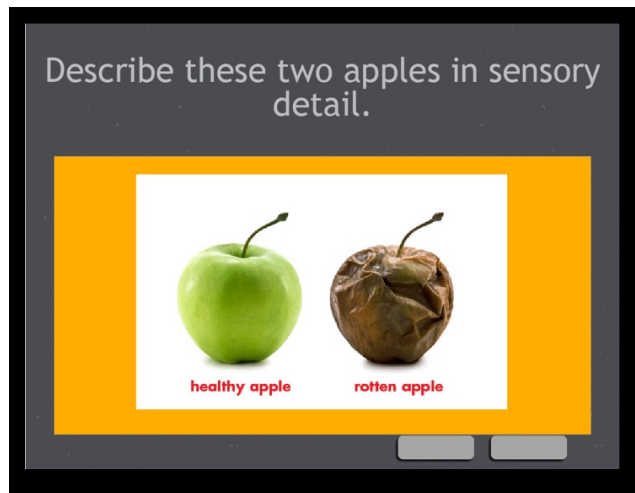 Describe these two apples in sensory
detail.
healthy apple
rotten apple